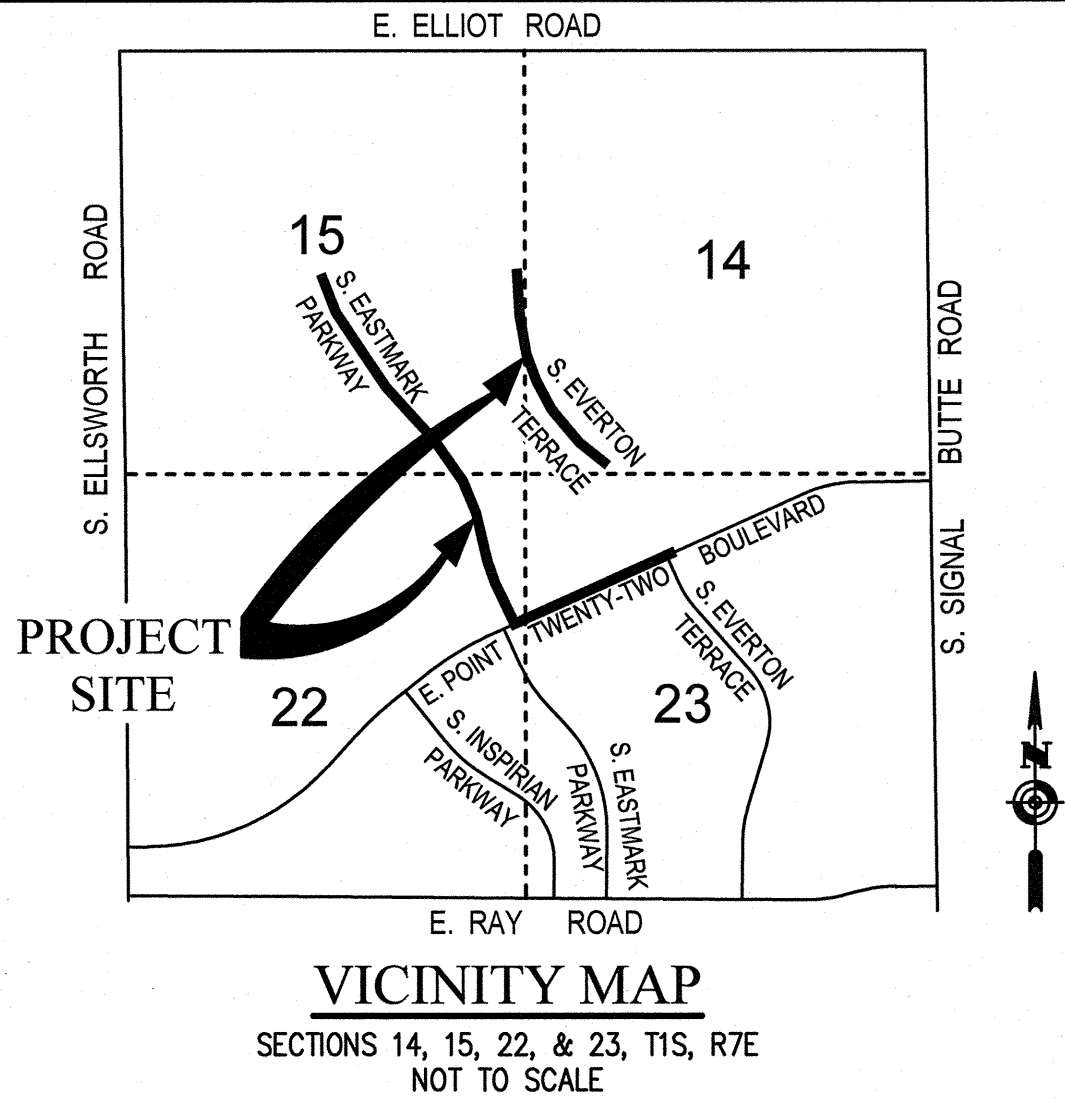 E. ELLIOT ROAD
S. ELLSWORTH ROAD
15
14
S. EASTMARK
PARKWAY
S. EVERTON
TERRACE
S. SIGNAL BUTTE ROAD
PROJECT
SITE
E. POINT TWENTY-TWO BOULEVARD
22
23
S. EVERTON
TERRACE
S. INSPIRIAN
PARKWAY
S. EASTMARK
PARKWAY
N
E. RAY ROAD
VICINITY MAP
SECTIONS 14, 15, 22, & 23, T1S, R7E
NOT TO SCALE